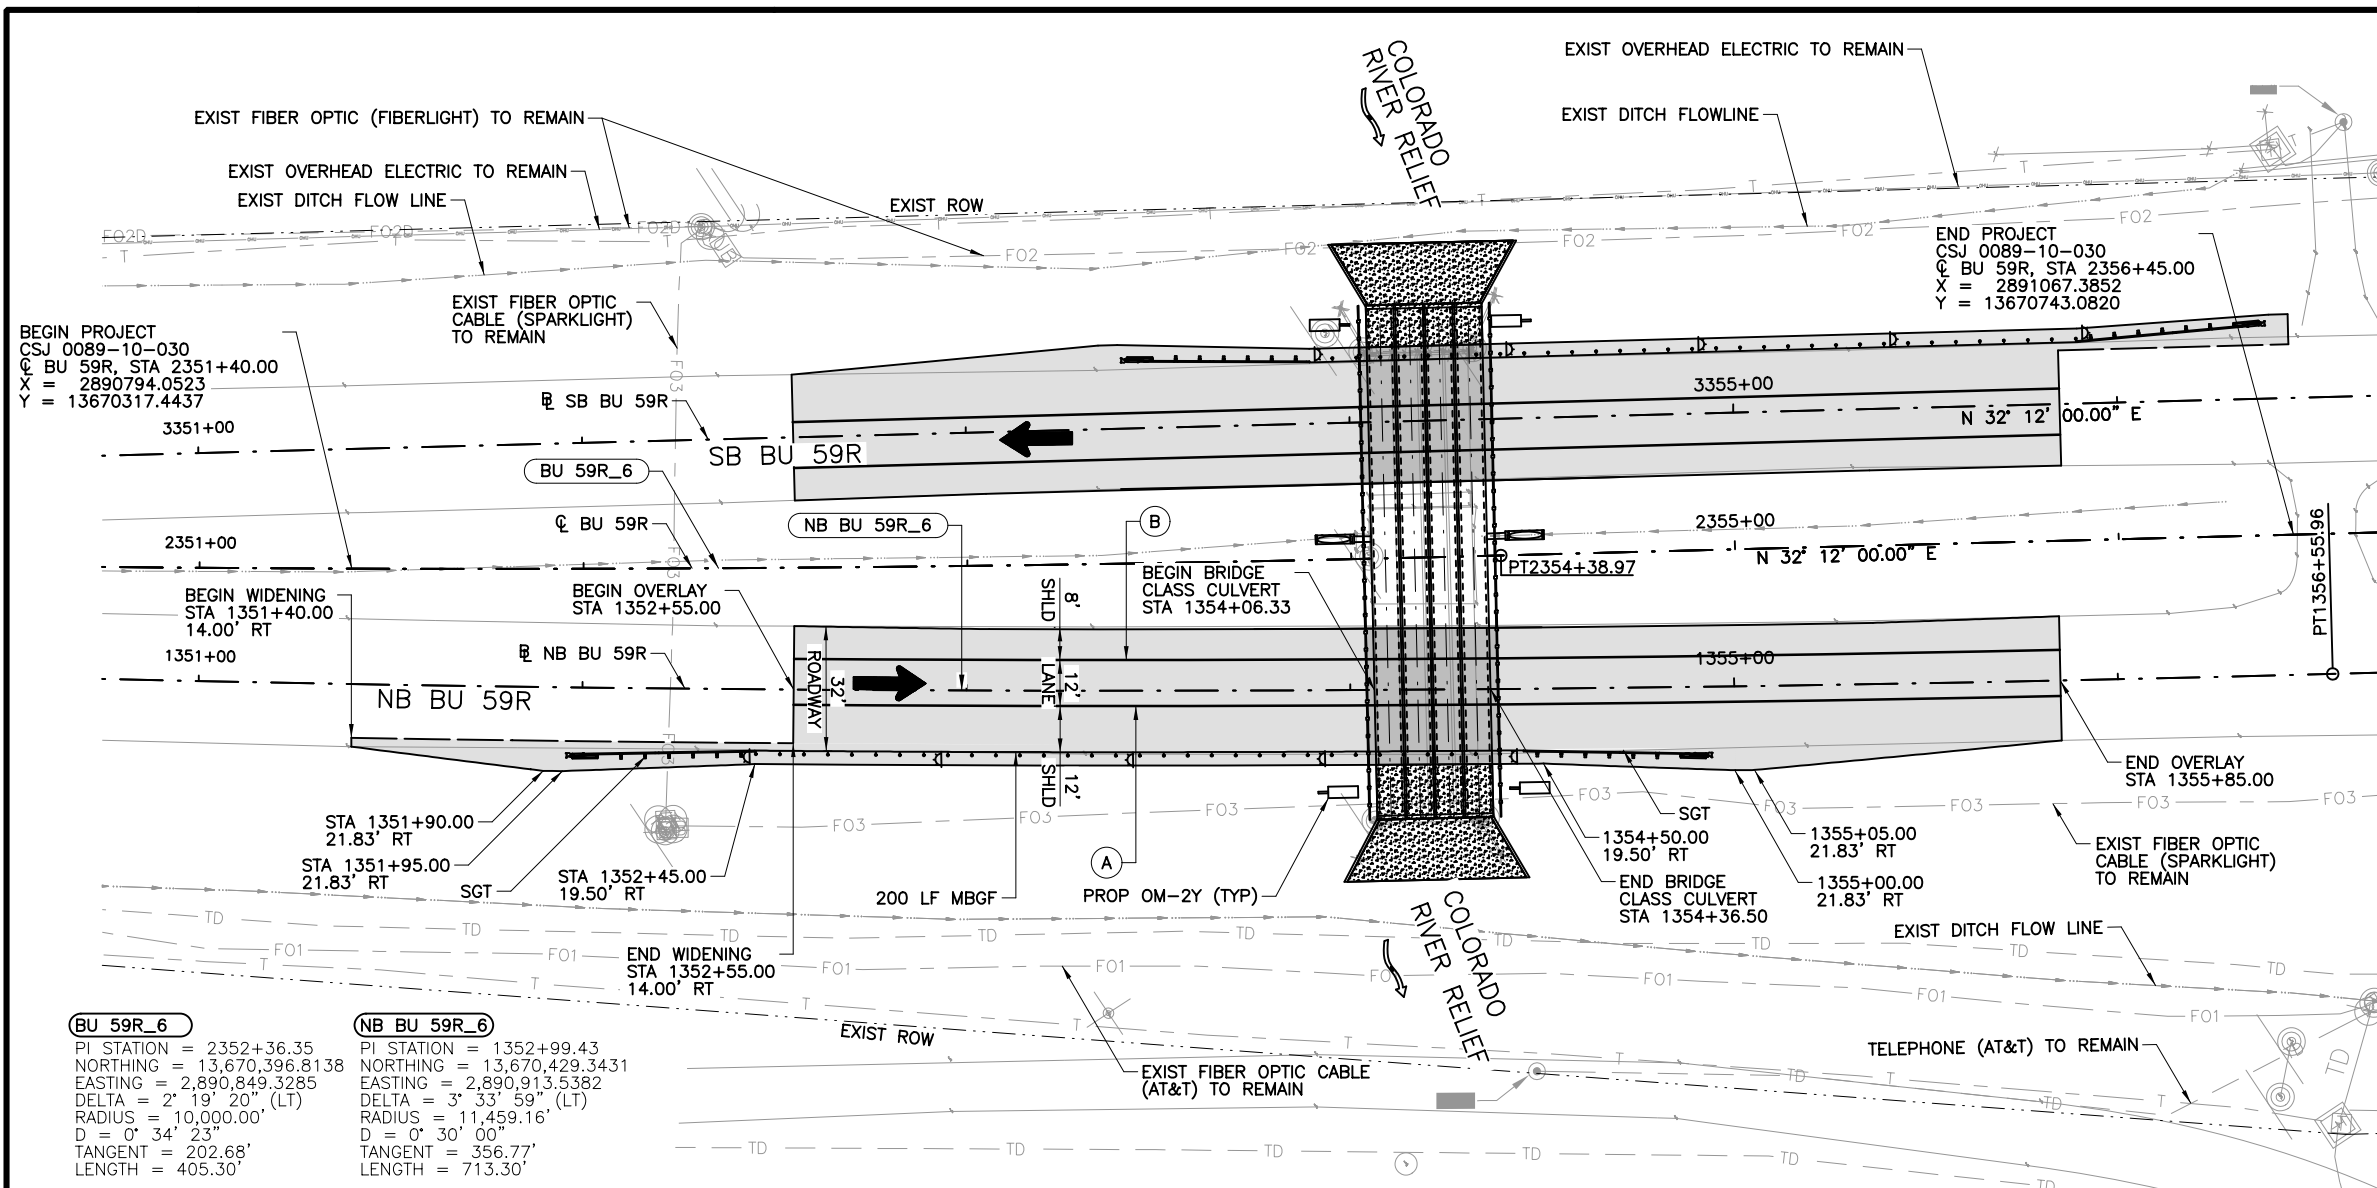 COLORADO
RIVER RELIEF
EXIST OVERHEAD ELECTRIC TO REMAIN
EXIST DITCH FLOWLINE
EXIST FIBER OPTIC (FIBERLIGHT) TO REMAIN
EXIST OVERHEAD ELECTRIC TO REMAIN
EXIST DITCH FLOW LINE
EXIST ROW
END PROJECT
CSJ 0089-10-030
℄ BU 59R, STA 2356+45.00
X = 2891067.3852
Y = 13670743.0820
EXIST FIBER OPTIC
CABLE (SPARKLIGHT)
TO REMAIN
BEGIN PROJECT
CSJ 0089-10-030
℄ BU 59R, STA 2351+40.00
X = 2890794.0523
Y = 13670317.4437
3351+00
BL SB BU 59R
SB BU 59R
3355+00
N 32° 12' 00.00" E
BU 59R_6
℄ BU 59R
NB BU 59R_6
B
2351+00
2355+00
N 32° 12' 00.00" E
PT2354+38.97
PT1356+55.96
BEGIN WIDENING
STA 1351+40.00
14.00' RT
BEGIN OVERLAY
STA 1352+55.00
BEGIN BRIDGE
CLASS CULVERT
STA 1354+06.33
8'
SHLD
12'
LANE
12'
SHLD
32'
ROADWAY
1351+00
BL NB BU 59R
NB BU 59R
1355+00
END OVERLAY
STA 1355+85.00
STA 1351+90.00
21.83' RT
STA 1351+95.00
21.83' RT
SGT
STA 1352+45.00
19.50' RT
200 LF MBGF
A
PROP OM-2Y (TYP)
SGT
1354+50.00
19.50' RT
END BRIDGE
CLASS CULVERT
STA 1354+36.50
1355+05.00
21.83' RT
1355+00.00
21.83' RT
EXIST FIBER OPTIC
CABLE (SPARKLIGHT)
TO REMAIN
EXIST DITCH FLOW LINE
END WIDENING
STA 1352+55.00
14.00' RT
COLORADO
RIVER RELIEF
EXIST ROW
EXIST FIBER OPTIC CABLE
(AT&T) TO REMAIN
TELEPHONE (AT&T) TO REMAIN
BU 59R_6
PI STATION = 2352+36.35
NORTHING = 13,670,396.8138
EASTING = 2,890,849.3285
DELTA = 2° 19' 20" (LT)
RADIUS = 10,000.00'
D = 0° 34' 23"
TANGENT = 202.68'
LENGTH = 405.30'
NB BU 59R_6
PI STATION = 1352+99.43
NORTHING = 13,670,429.3431
EASTING = 2,890,913.5382
DELTA = 3° 33' 59" (LT)
RADIUS = 11,459.16'
D = 0° 30' 00"
TANGENT = 356.77'
LENGTH = 713.30'